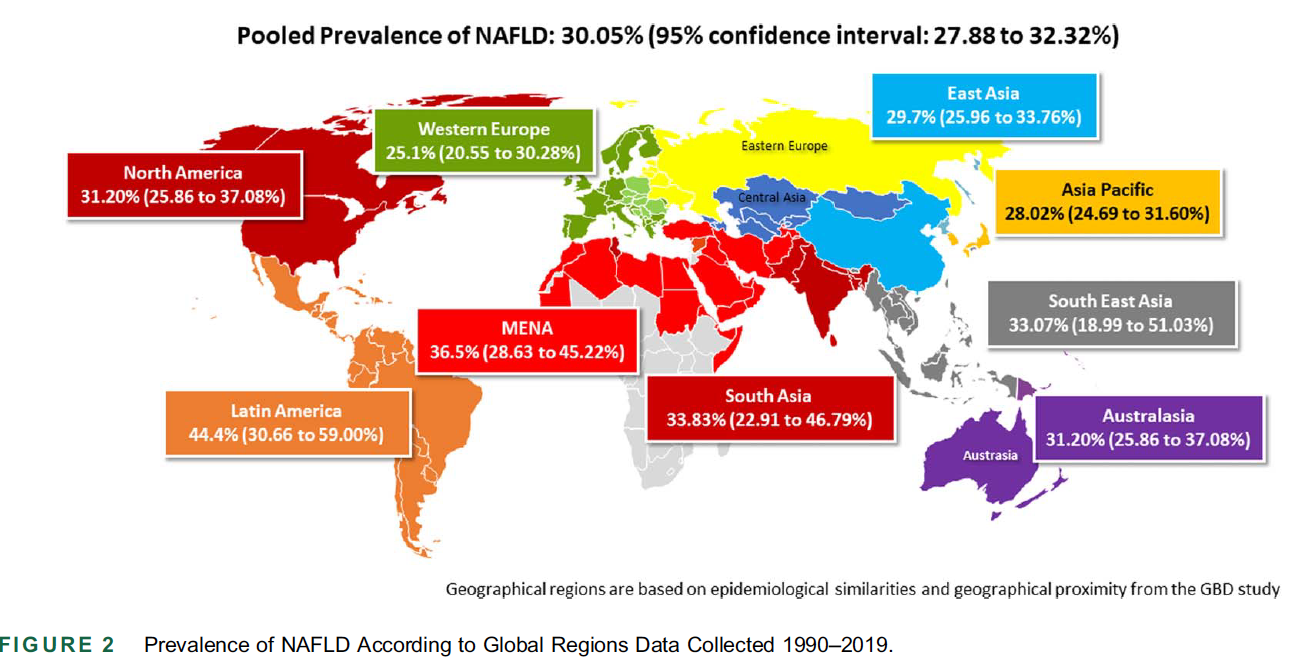 Pooled Prevalence of NAFLD: 30.05% (95% confidence interval: 27.88 to 32.32%)
East Asia
29.7% (25.96 to 33.76%)
Western Europe
25.1% (20.55 to 30.28%)
Eastern Europe
North America
31.20% (25.86 to 37.08%)
Asia Pacific
28.02% (24.69 to 31.60%)
Central Asia
South East Asia
33.07% (18.99 to 51.03%)
MENA
36.5% (28.63 to 45.22%)
South Asia
33.83% (22.91 to 46.79%)
Latin America
44.4% (30.66 to 59.00%)
Australasia
31.20% (25.86 to 37.08%)
Austrasia
Geographical regions are based on epidemiological similarities and geographical proximity from the GBD study
FIGURE 2 Prevalence of NAFLD According to Global Regions Data Collected 1990–2019.